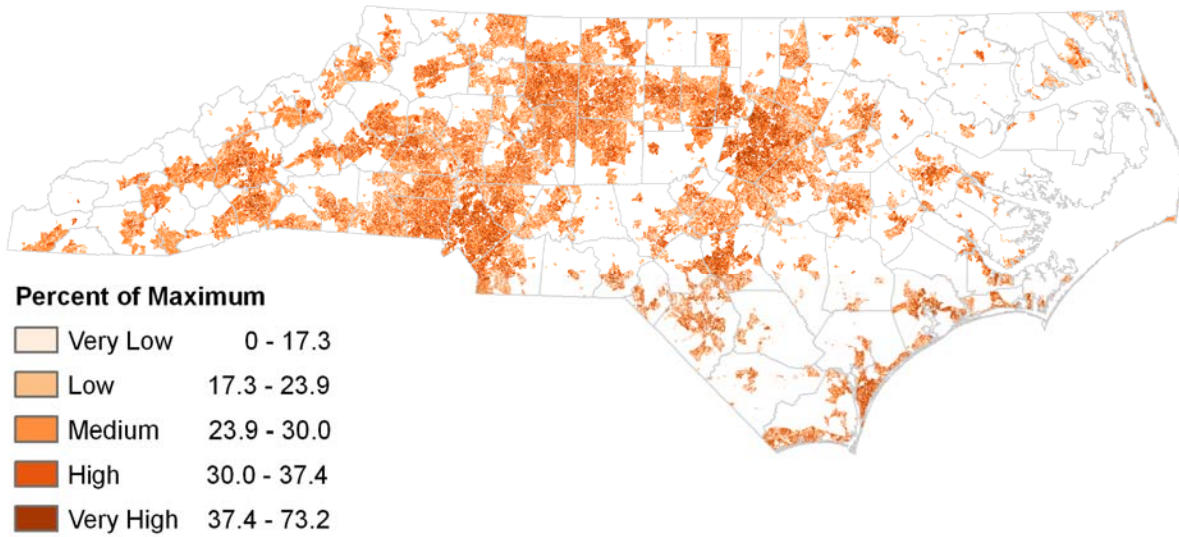 Percent of Maximum
Very Low 0 - 17.3
Low 17.3 - 23.9
Medium 23.9 - 30.0
High 30.0 - 37.4
Very High 37.4 - 73.2